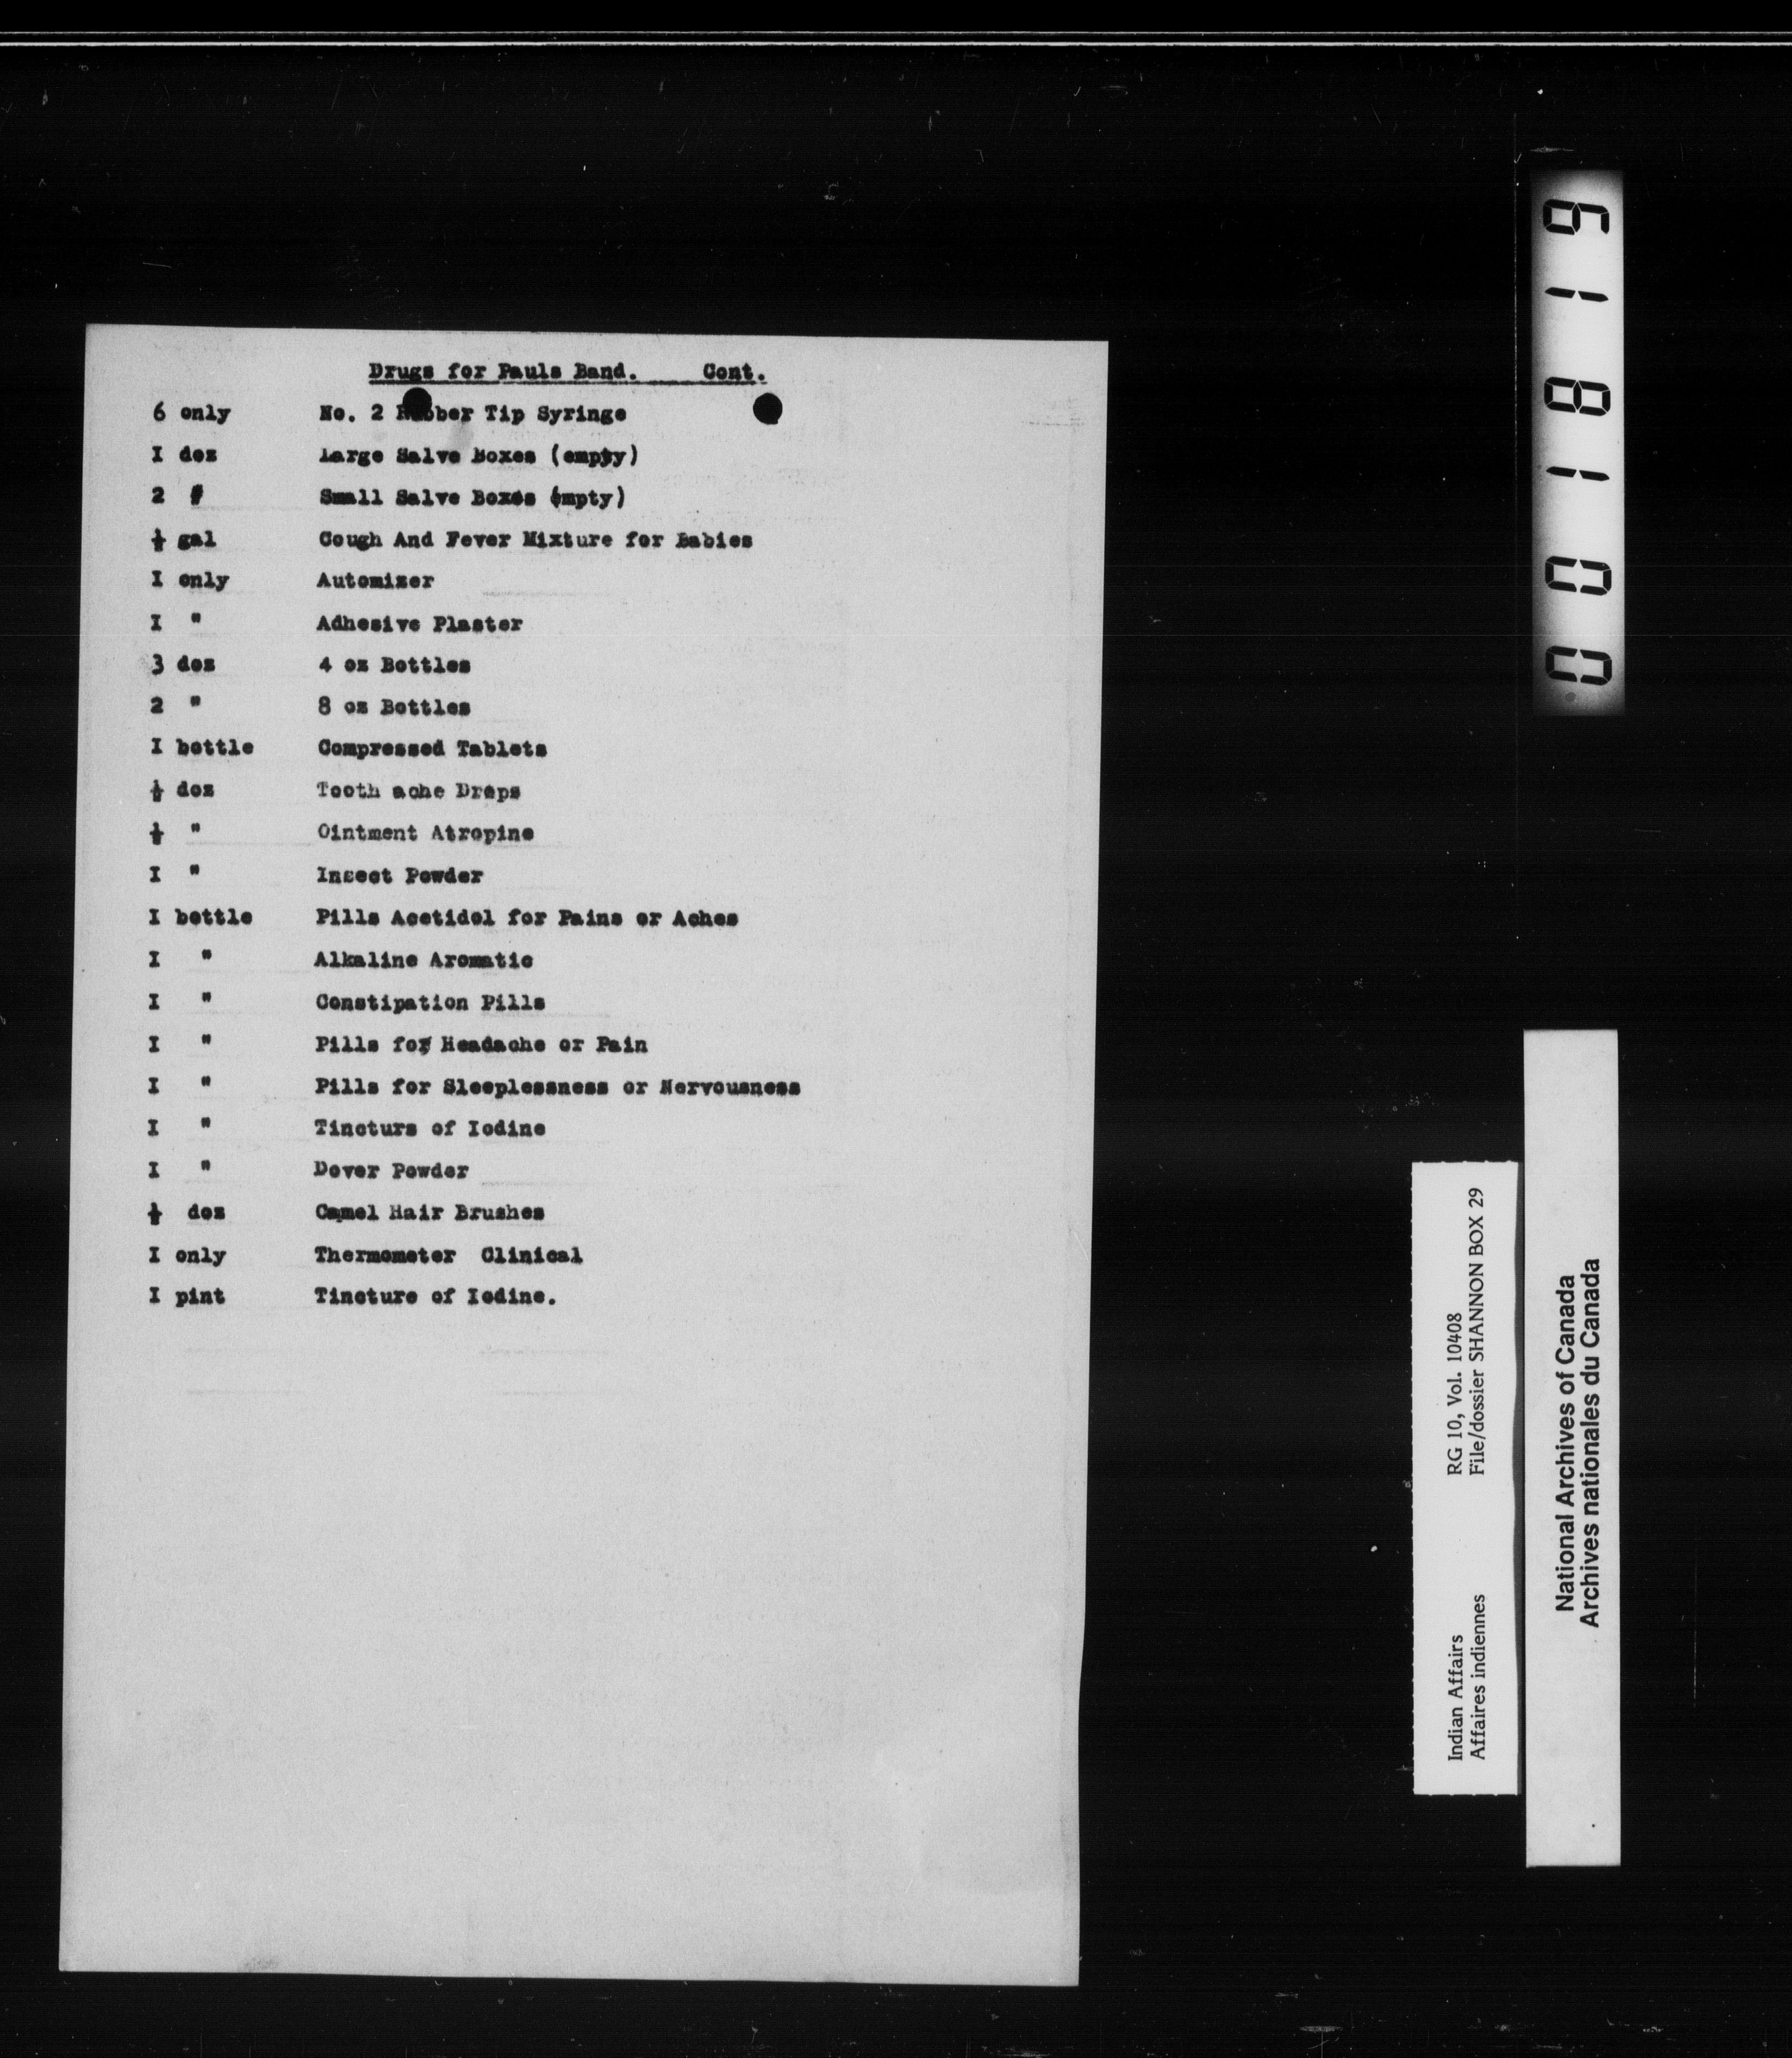 Drugs for Pauls Band. Cont.
6 only No. 2 Rubber Tip Syringe
I doz Large Salve Boxes (empty)
2 " Small Salve Boxes (mpty)
½ gal Cough And Fever Mixture for Babies
I only Automizer
I " Adhesive Plaster
3 doz 4 oz Bottles
2 " 8 oz Bottles
I bottle Compressed Tablets
½ doz Tooth ache Drops
½ " Ointment Atropine
I " Insect Powder
I bottle Pills Acetidol for Pains or Aches
I " Alkaline Aromatic
I " Constipation Pills
I " Pills for Headache or Pain
I " Pills for Sleeplessness or Nervousness
I " Tincturs of Iodine
I " Dover Powder
½ doz Camel Hair Brushes
I only Thermometer Clinical
I pint Tincture of Iodine.
001819
Indian Affairs RG 10, Vol. 10408
Affaires indiennes File/dossier SHANNON BOX 29
National Archives of Canada
Archives nationales du Canada